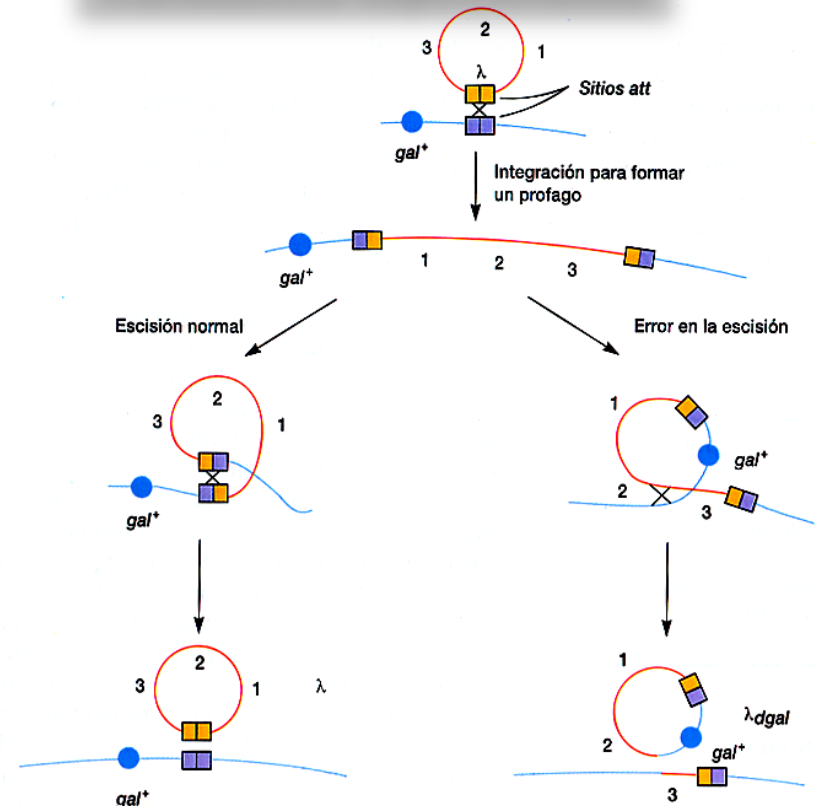 2
3
1
λ
Sitios att
gal+
Integración para formar
un profago
gal+
1
2
3
Escisión normal
Error en la escisión
2
3
1
gal+
1
gal+
2
3
2
3
1
λ
gal+
1
λdgal
2
gal+
3